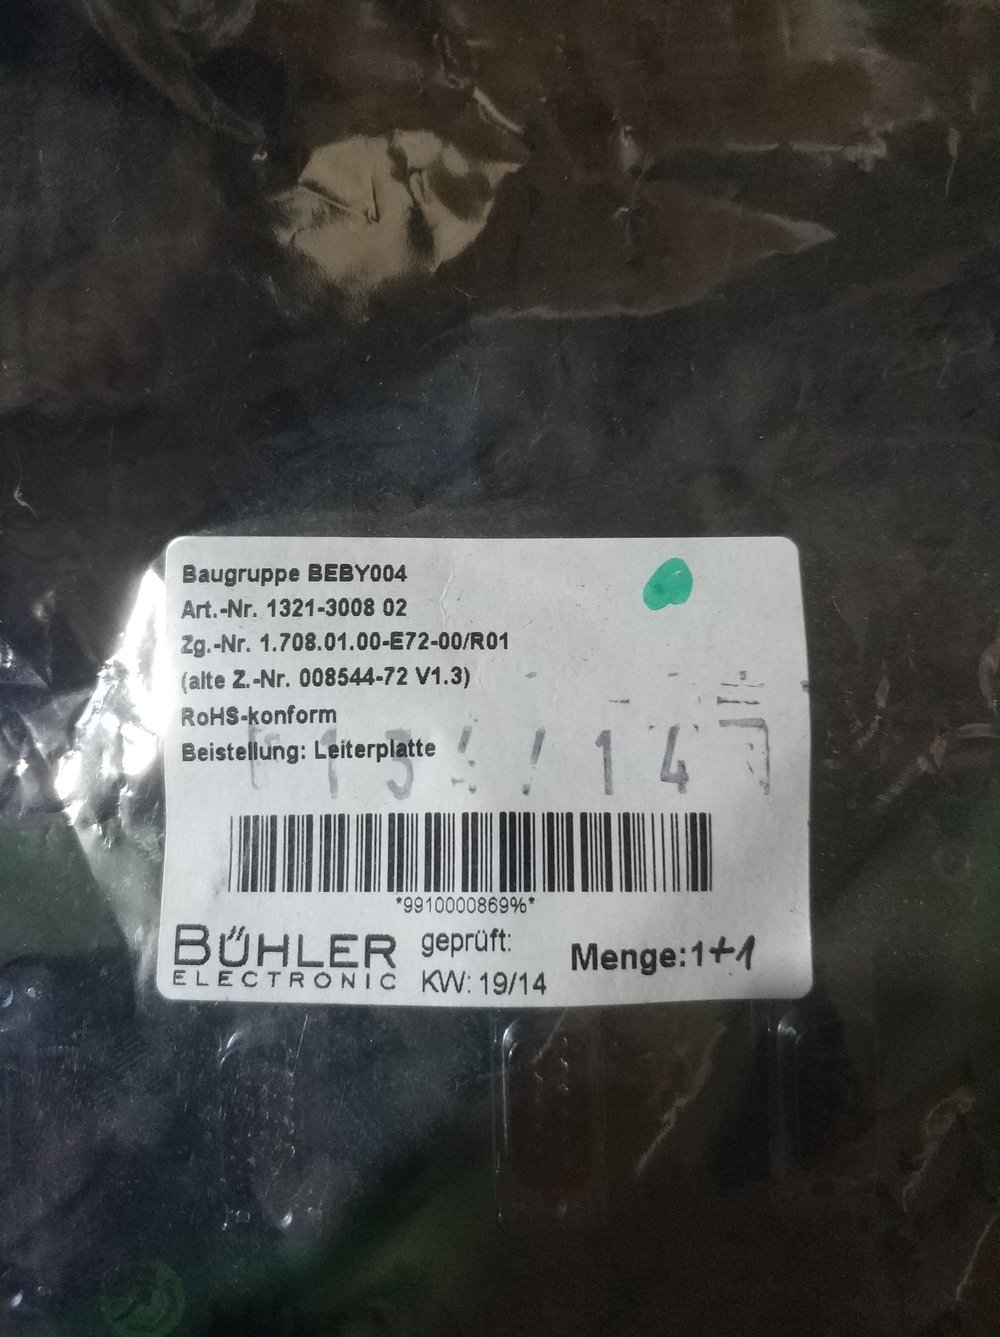 Baugruppe BEBY004
Art.-Nr. 1321-3008 02
Zg.-Nr. 1.708.01.00-E72-00/R01
(alte Z.-Nr. 008544-72 V1.3)
RoHS-konform
Beistellung: Leiterplatte
*9910000869%*
BÜHLER
ELECTRONIC
geprüft:
KW: 19/14
Menge:1+1